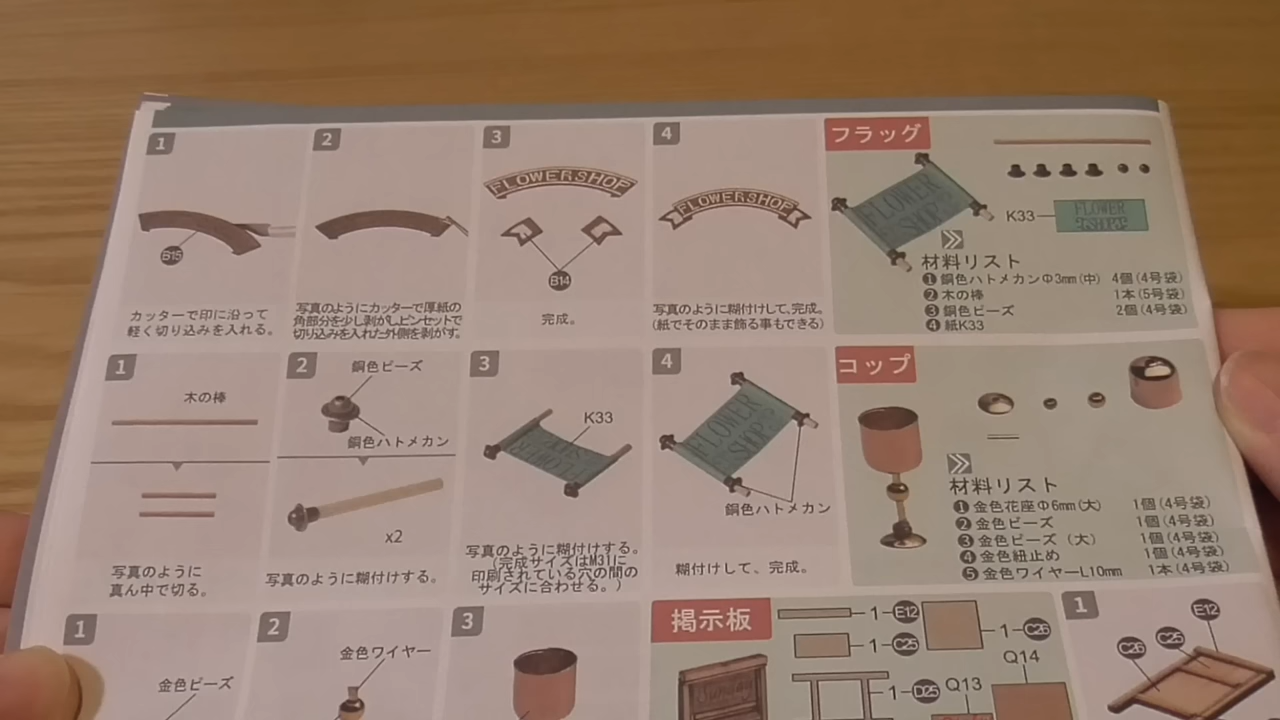 1
2
3
4
フラッグ
FLOWERSHOP
FLOWERSHOP
FLOWER
SHOP
K33
FLOWER
SHOP
B15
B14
カッターで印に沿って
軽く切り込みを入れる。
写真のようにカッターで厚紙の
角部分を少し剥がしピンセットで
切り込みを入れた外側を剥がす。
完成。
写真のように糊付けして、完成。
(紙でそのまま飾る事もできる)
材料リスト
❶銅色ハトメカンΦ3mm(中) 4個(4号袋)
❷木の棒 1本(5号袋)
❸銅色ビーズ 2個(4号袋)
❹紙K33
1
2
3
4
コップ
木の棒
銅色ビーズ
銅色ハトメカン
K33
FLOWER
SHOP
銅色ハトメカン
x2
写真のように
真ん中で切る。
写真のように糊付けする。
写真のように糊付けする。
(完成サイズはM31に
印刷されている穴の間の
サイズに合わせる。)
糊付けして、完成。
材料リスト
❶金色花座Φ6mm(大) 1個(4号袋)
❷金色ビーズ 1個(4号袋)
❸金色ビーズ(大) 1個(4号袋)
❹金色紐止め 1個(4号袋)
❺金色ワイヤーL10mm 1本(4号袋)
1
2
3
掲示板
1
金色ビーズ
金色ワイヤー
1-E12
1-C25
1-C26
1-D25
Q13
Q14
Sunday
C26
C25
E12